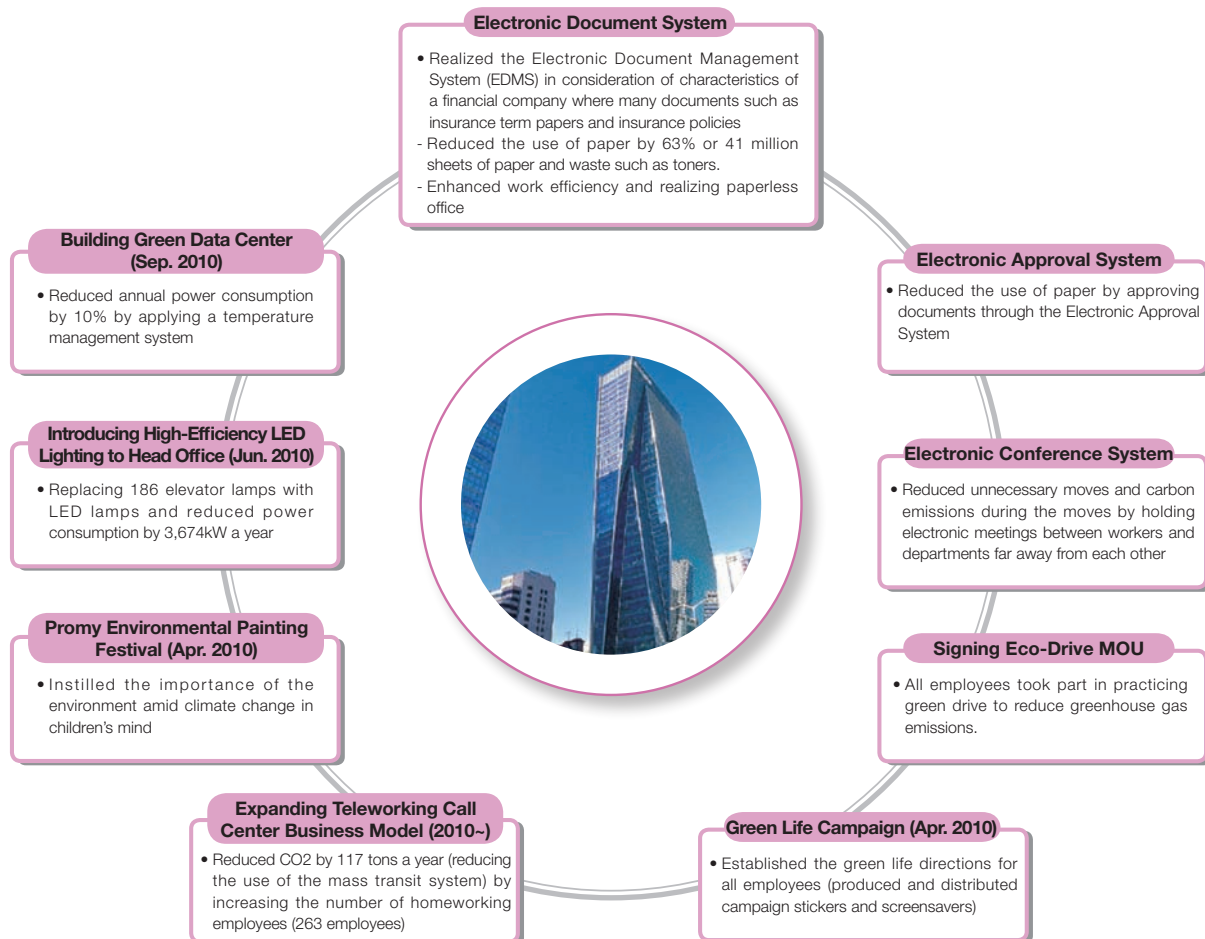 Electronic Document System
• Realized the Electronic Document Management
System (EDMS) in consideration of characteristics of
a financial company where many documents such as
insurance term papers and insurance policies
- Reduced the use of paper by 63% or 41 million
sheets of paper and waste such as toners.
- Enhanced work efficiency and realizing paperless
office
Building Green Data Center
(Sep. 2010)
• Reduced annual power consumption
by 10% by applying a temperature
management system
Electronic Approval System
• Reduced the use of paper by approving
documents through the Electronic Approval
System
Introducing High-Efficiency LED
Lighting to Head Office (Jun. 2010)
• Replacing 186 elevator lamps with
LED lamps and reduced power
consumption by 3,674kW a year
Electronic Conference System
• Reduced unnecessary moves and carbon
emissions during the moves by holding
electronic meetings between workers and
departments far away from each other
Promy Environmental Painting
Festival (Apr. 2010)
• Instilled the importance of the
environment amid climate change in
children's mind
Signing Eco-Drive MOU
• All employees took part in practicing
green drive to reduce greenhouse gas
emissions.
Expanding Teleworking Call
Center Business Model (2010~)
• Reduced CO2 by 117 tons a year (reducing
the use of the mass transit system) by
increasing the number of homeworking
employees (263 employees)
Green Life Campaign (Apr. 2010)
• Established the green life directions for
all employees (produced and distributed
campaign stickers and screensavers)